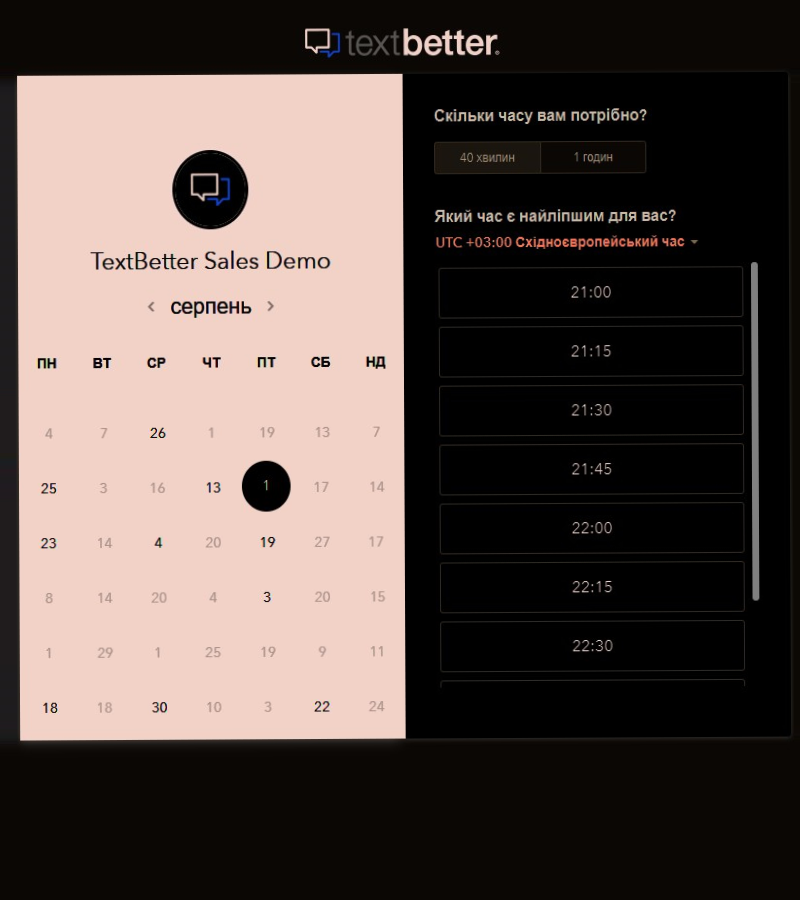 textbetter.
TextBetter Sales Demo
серпень
ПН ВТ СР ЧТ ПТ СБ НД
4 7 26 1 19 13 7
25 3 16 13 1 17 14
23 14 4 20 19 27 17
8 14 20 4 3 20 15
1 29 1 25 19 9 11
18 18 30 10 3 22 24
Скільки часу вам потрібно?
40 хвилин 1 годин
Який час є найліпшим для вас?
UTC +03:00 Східноєвропейський час
21:00
21:15
21:30
21:45
22:00
22:15
22:30